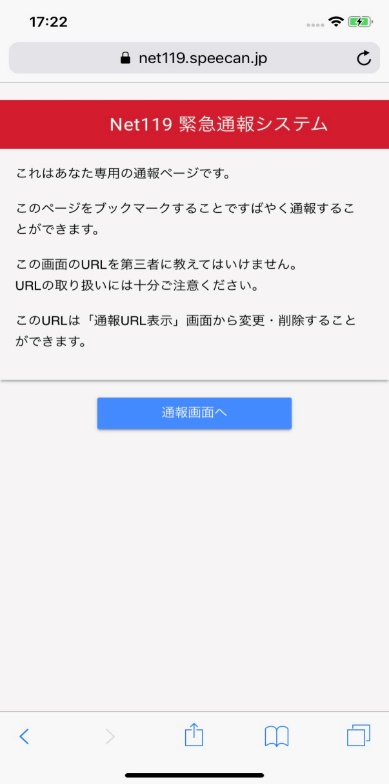 17:22
net119.speecan.jp
Net119 緊急通報システム
これはあなた専用の通報ページです。
このページをブックマークすることですばやく通報するこ
とができます。
この画面のURLを第三者に教えてはいけません。
URLの取り扱いには十分ご注意ください。
このURLは「通報URL表示」画面から変更・削除すること
ができます。
通報画面へ